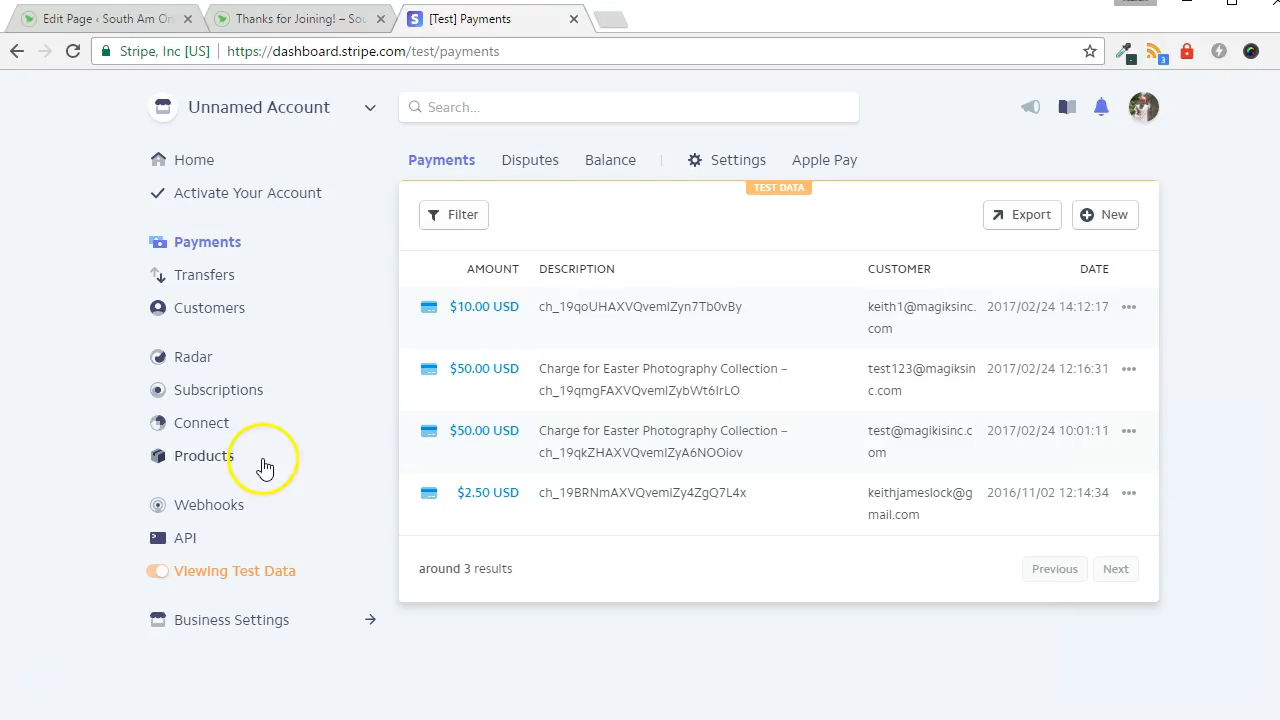 Edit Page ‹ South Am On
Thanks for Joining! – Sou
[Test] Payments
Stripe, Inc [US]
https://dashboard.stripe.com/test/payments
3
Unnamed Account
Search...
Home
Activate Your Account
Payments
Transfers
Customers
Radar
Subscriptions
Connect
Products
Webhooks
API
Viewing Test Data
Business Settings
Payments
Disputes
Balance
Settings
Apple Pay
TEST DATA
Filter
Export
New
AMOUNT DESCRIPTION CUSTOMER DATE
$10.00 USD ch_19qoUHAXVQvemIZyn7Tb0vBy keith1@magiksinc. 2017/02/24 14:12:17
com
$50.00 USD Charge for Easter Photography Collection – test123@magiksin 2017/02/24 12:16:31
ch_19qmgFAXVQvemIZybWt6IrLO c.com
$50.00 USD Charge for Easter Photography Collection – test@magikisinc.c 2017/02/24 10:01:11
ch_19qkZHAXVQvemIZyA6NOOiov om
$2.50 USD ch_19BRNmAXVQvemIZy4ZgQ7L4x keithjameslock@g 2016/11/02 12:14:34
mail.com
around 3 results
Previous
Next